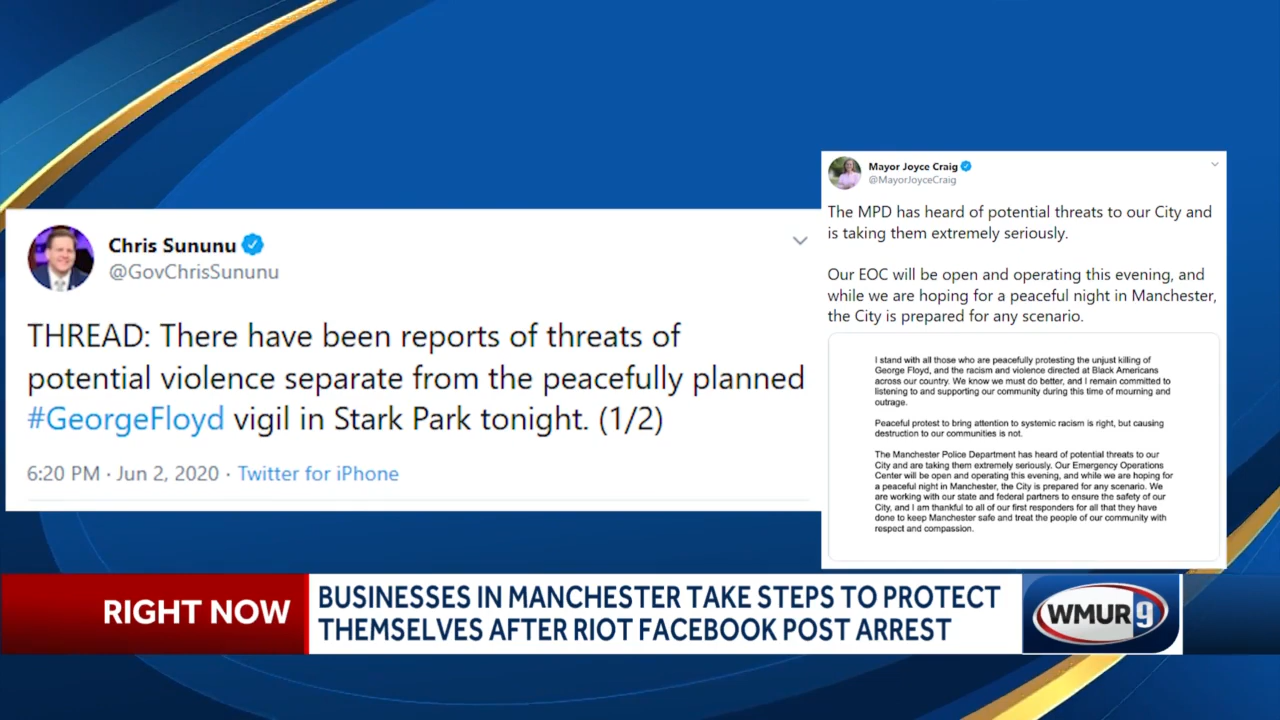 Chris Sununu
@GovChrisSununu
THREAD: There have been reports of threats of
potential violence separate from the peacefully planned
#GeorgeFloyd vigil in Stark Park tonight. (1/2)
6:20 PM · Jun 2, 2020 · Twitter for iPhone
Mayor Joyce Craig
@MayorJoyceCraig
The MPD has heard of potential threats to our City and
is taking them extremely seriously.
Our EOC will be open and operating this evening, and
while we are hoping for a peaceful night in Manchester,
the City is prepared for any scenario.
I stand with all those who are peacefully protesting the unjust killing of
George Floyd, and the racism and violence directed at Black Americans
across our country. We know we must do better, and I remain committed to
listening to and supporting our community during this time of mourning and
outrage.
Peaceful protest to bring attention to systemic racism is right, but causing
destruction to our communities is not.
The Manchester Police Department has heard of potential threats to our
City and are taking them extremely seriously. Our Emergency Operations
Center will be open and operating this evening, and while we are hoping for
a peaceful night in Manchester, the City is prepared for any scenario. We
are working with our state and federal partners to ensure the safety of our
City, and I am thankful to all of our first responders for all that they have
done to keep Manchester safe and treat the people of our community with
respect and compassion.
RIGHT NOW
BUSINESSES IN MANCHESTER TAKE STEPS TO PROTECT
THEMSELVES AFTER RIOT FACEBOOK POST ARREST
WMUR 9